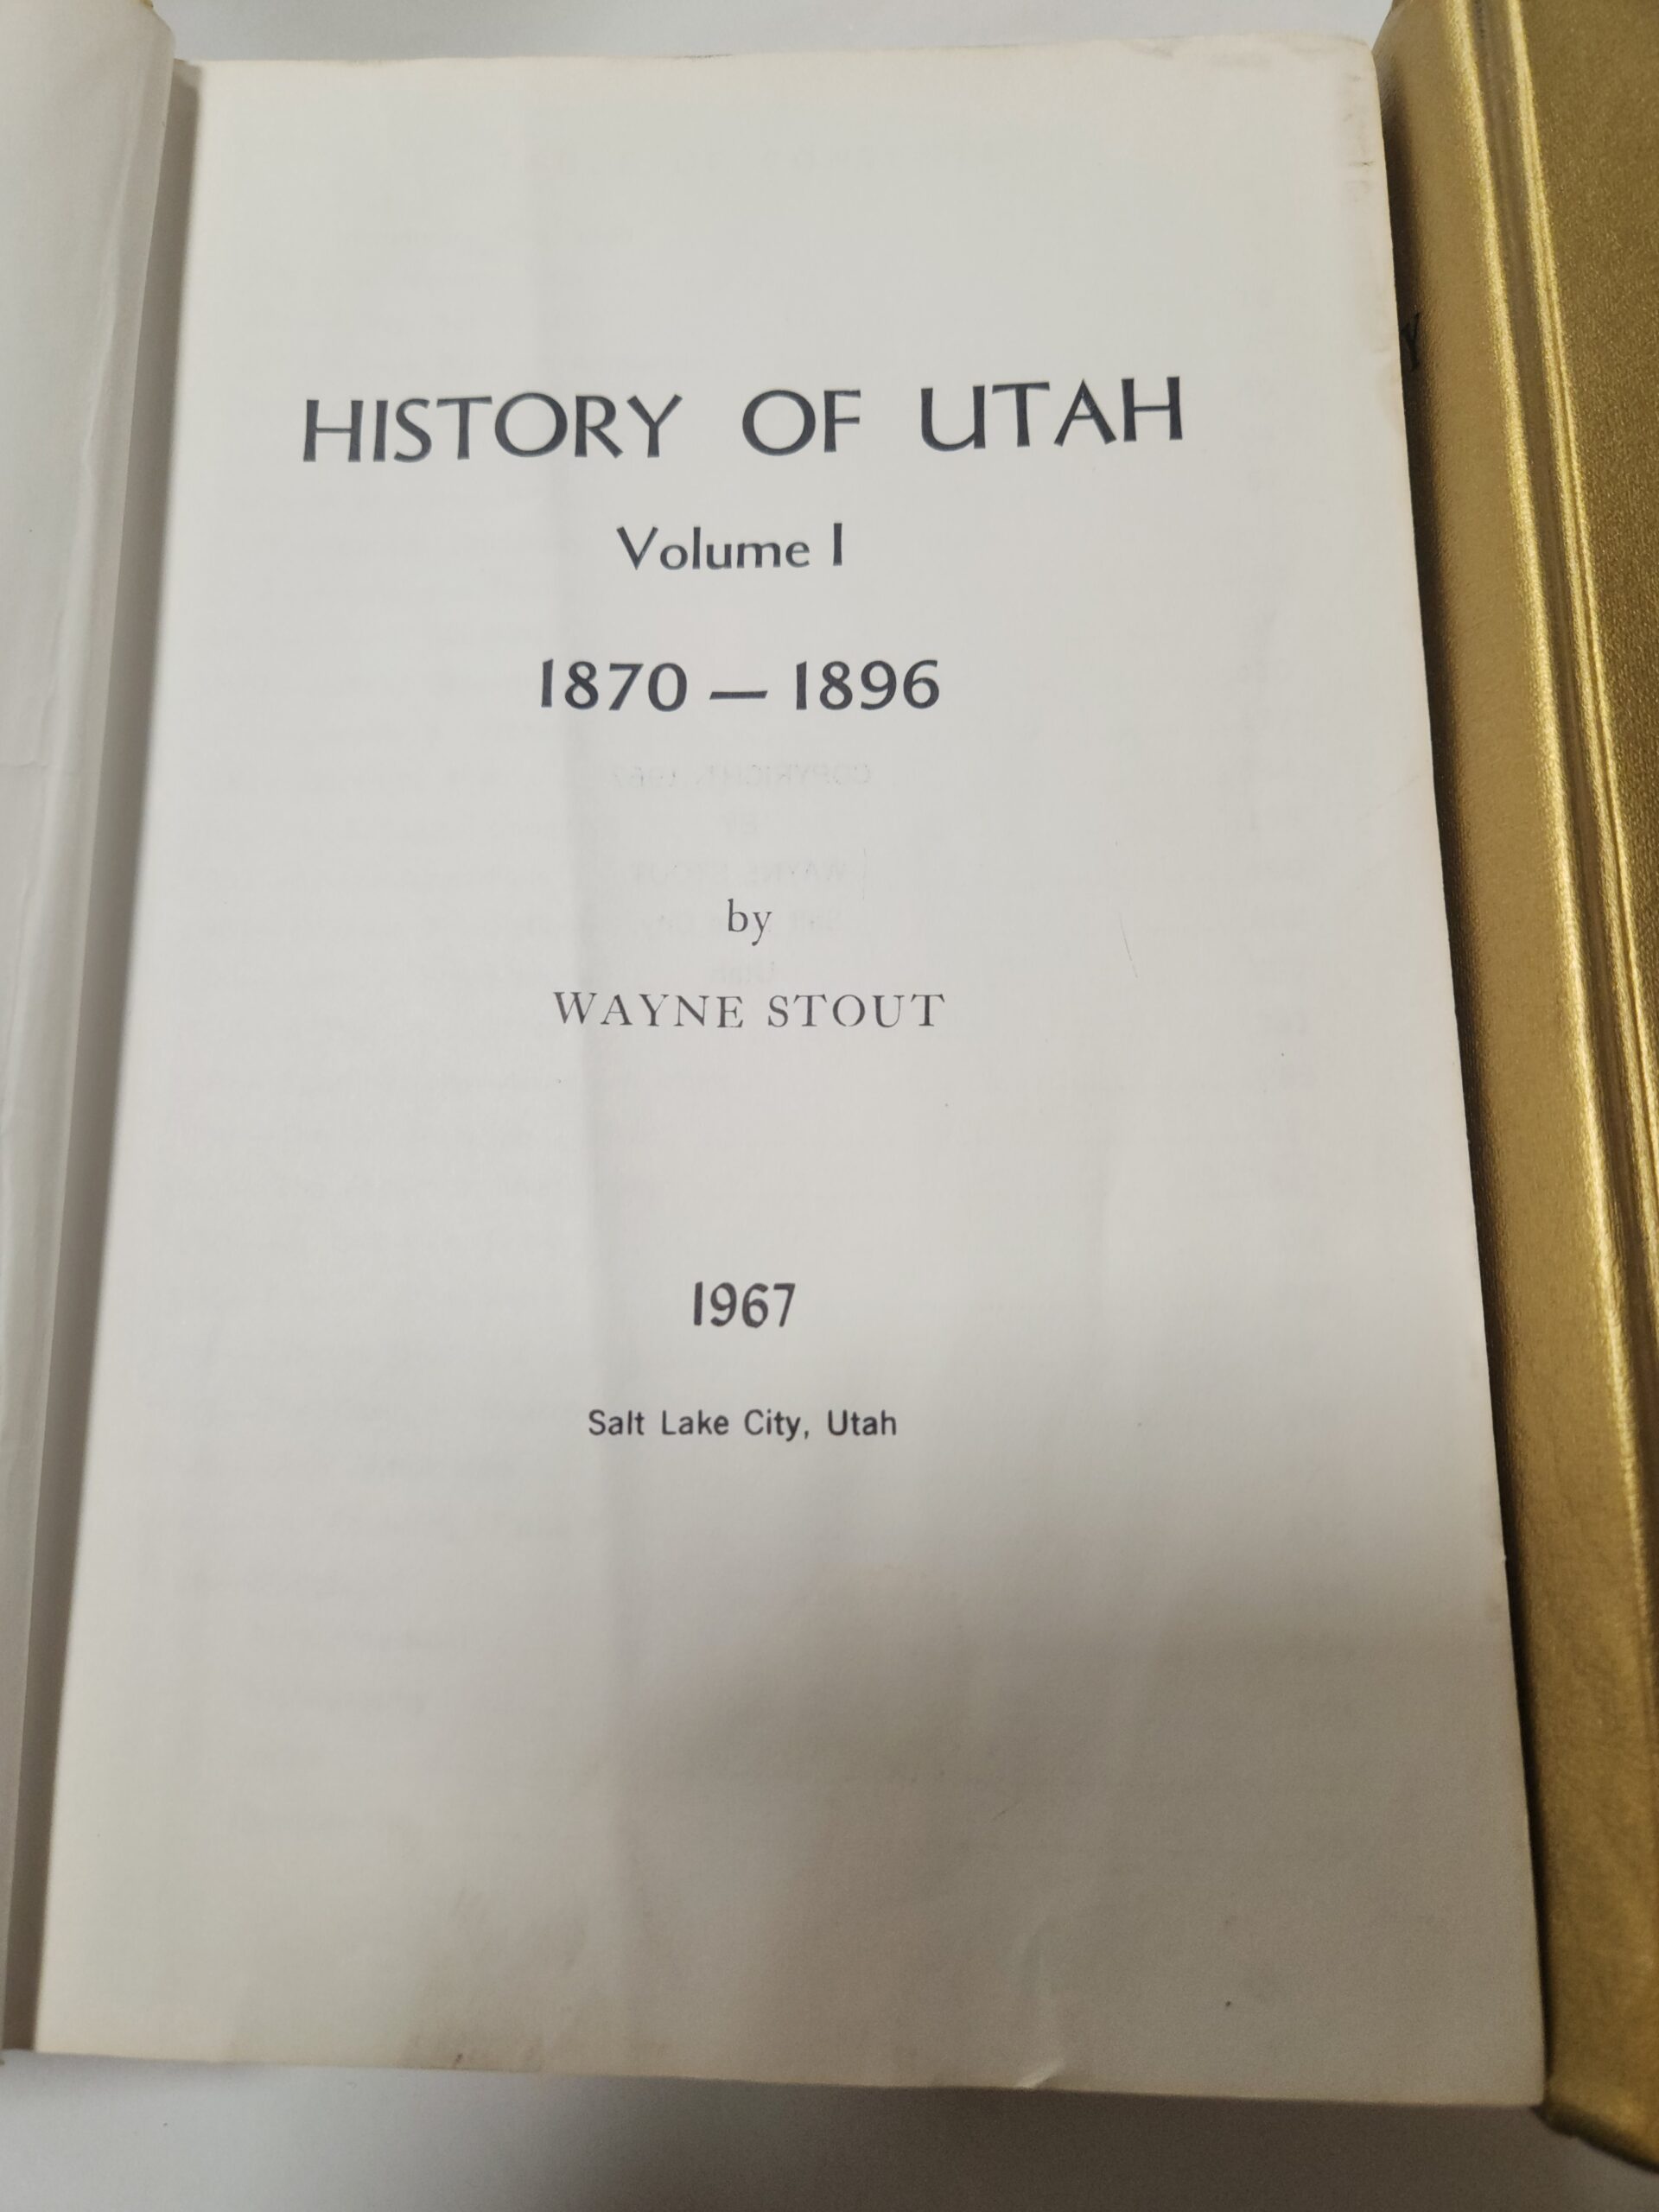 HISTORY OF UTAH
Volume I
1870 — 1896
by
WAYNE STOUT
1967
Salt Lake City, Utah